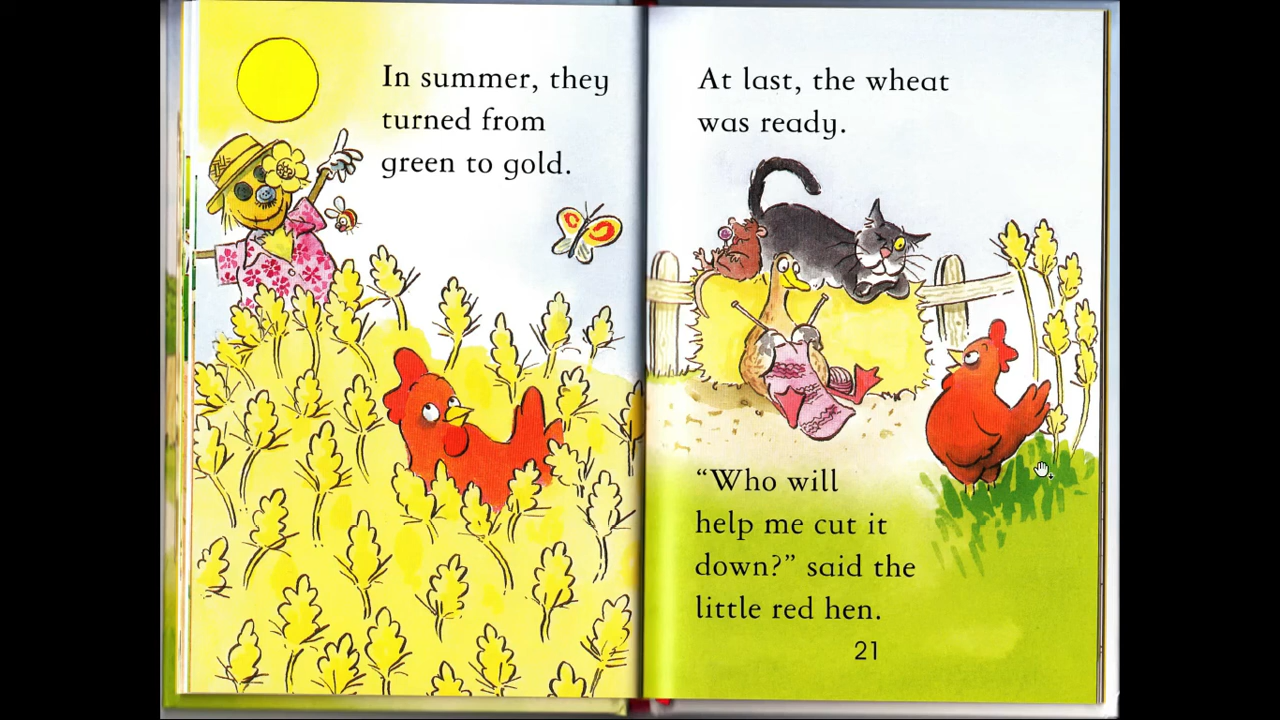 In summer, they
turned from
green to gold.
At last, the wheat
was ready.
“Who will
help me cut it
down?” said the
little red hen.
21